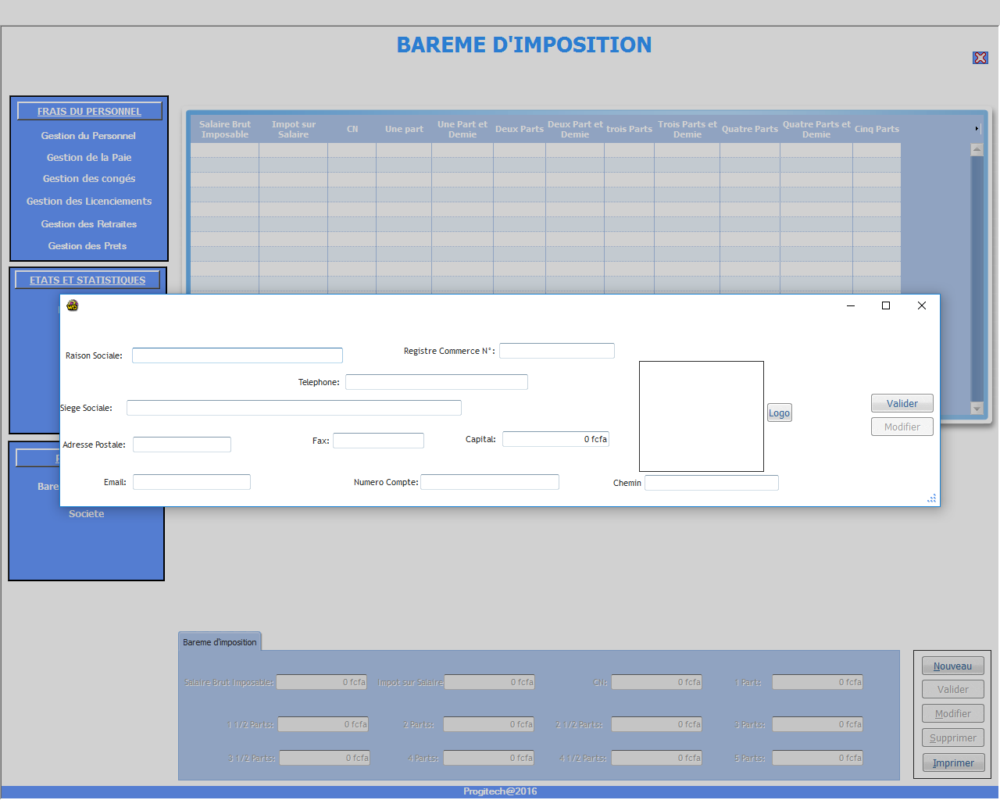 BAREME D'IMPOSITION
FRAIS DU PERSONNEL
Gestion du Personnel
Gestion de la Paie
Gestion des congés
Gestion des Licenciements
Gestion des Retraites
Gestion des Prets
ETATS ET STATISTIQUES
Bare
Societe
Salaire Brut Imposable
Impot sur Salaire
CN
Une part
Une Part et Demie
Deux Parts
Deux Part et Demie
trois Parts
Trois Parts et Demie
Quatre Parts
Quatre Parts et Demie
Cinq Parts
WD
Raison Sociale:
Registre Commerce N°:
Telephone:
Siege Sociale:
Logo
Valider
Modifier
Adresse Postale:
Fax:
Capital:
0 fcfa
Email:
Numero Compte:
Chemin
Bareme d'imposition
Salaire Brut Imposable: 0 fcfa
Impot sur Salaire 0 fcfa
CN: 0 fcfa
1 Part: 0 fcfa
1 1/2 Parts: 0 fcfa
2 Parts: 0 fcfa
2 1/2 Parts: 0 fcfa
3 Parts: 0 fcfa
3 1/2 Parts: 0 fcfa
4 Parts: 0 fcfa
4 1/2 Parts: 0 fcfa
5 Parts: 0 fcfa
Nouveau
Valider
Modifier
Supprimer
Imprimer
Progitech@2016